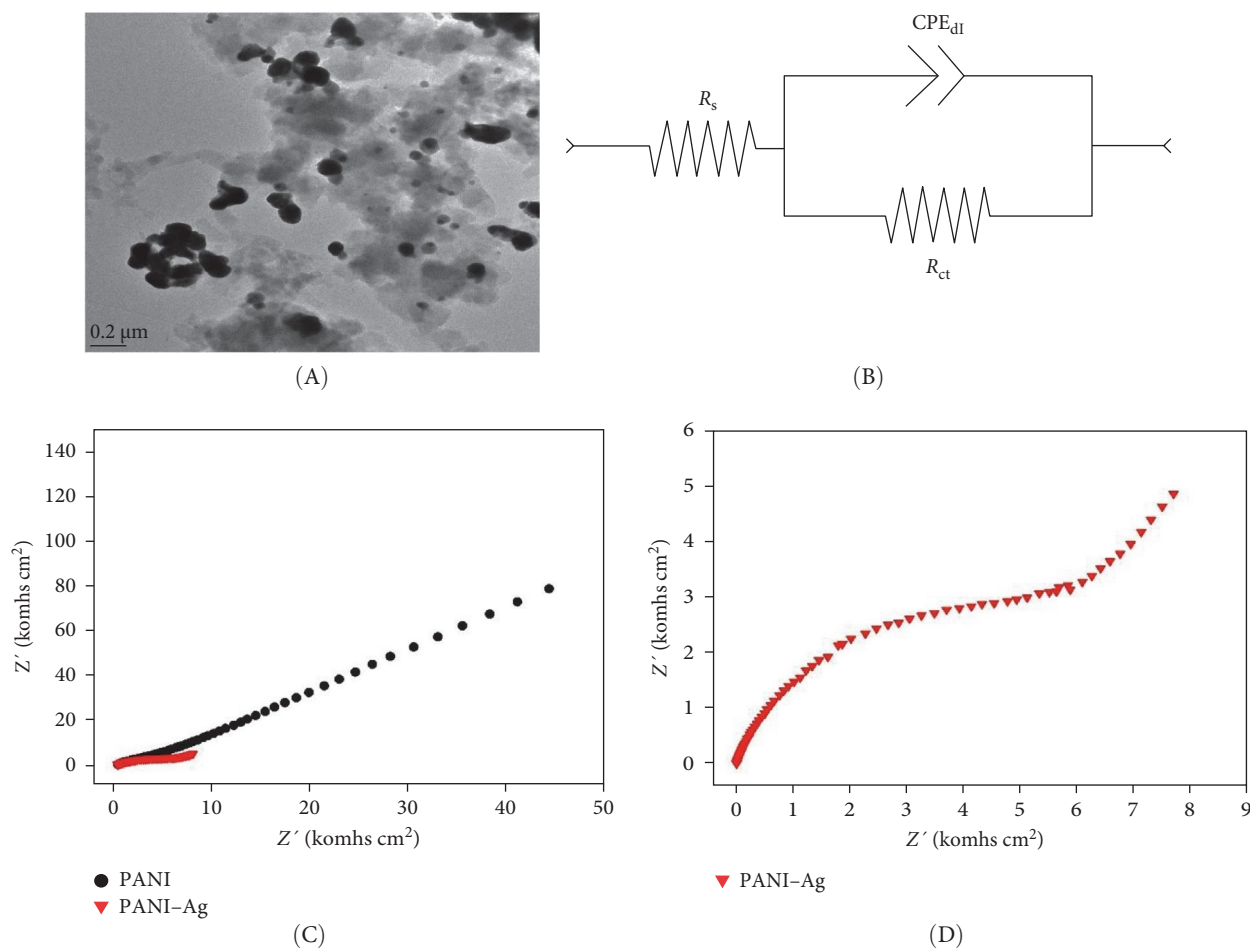 0.2 µm
(A)
CPE_dI
R_s
R_ct
(B)
140
120
100
80
60
40
20
0
Z′ (komhs cm²)
0 10 20 30 40 50
Z′ (komhs cm²)
PANI
PANI–Ag
(C)
6
5
4
3
2
1
0
Z′ (komhs cm²)
0 1 2 3 4 5 6 7 8 9
Z′ (komhs cm²)
PANI–Ag
(D)